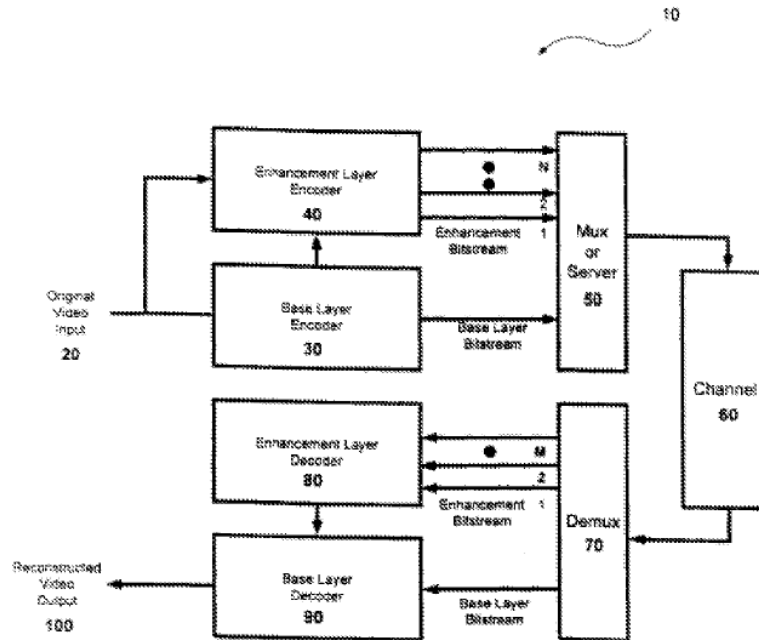 10
Enhancement Layer
Encoder
40
N
2
1
Enhancement
Bitstream
Mux
or
Server
50
Original
Video
Input
20
Base Layer
Encoder
30
Base Layer
Bitstream
Channel
60
Enhancement Layer
Decoder
80
M
2
1
Enhancement
Bitstream
Demux
70
Reconstructed
Video
Output
100
Base Layer
Decoder
90
Base Layer
Bitstream